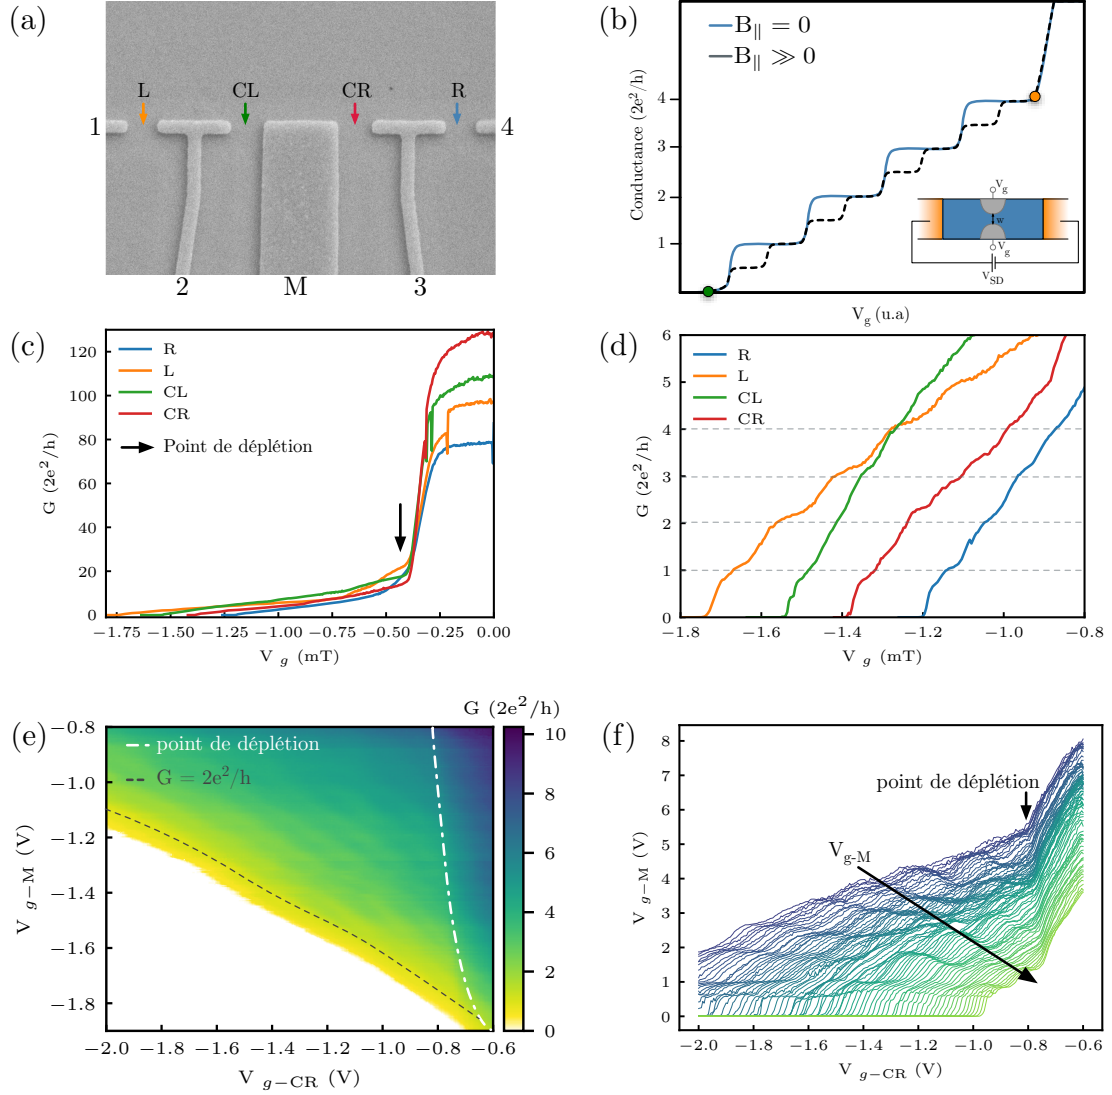 (a)
L
CL
CR
R
1
4
2
M
3
(b)
B∥ = 0
B∥ ≫ 0
Conductance (2e²/h)
4
3
2
1
V_g
w
V_g
V_SD
V_g (u.a)
(c)
R
L
CL
CR
Point de déplétion
G (2e²/h)
120
100
80
60
40
20
0
−1.75 −1.50 −1.25 −1.00 −0.75 −0.50 −0.25 0.00
V g (mT)
(d)
R
L
CL
CR
G (2e²/h)
6
5
4
3
2
1
0
−1.8 −1.6 −1.4 −1.2 −1.0 −0.8
V g (mT)
(e)
G (2e²/h)
point de déplétion
G = 2e²/h
V g−M (V)
−0.8
−1.0
−1.2
−1.4
−1.6
−1.8
10
8
6
4
2
0
−2.0 −1.8 −1.6 −1.4 −1.2 −1.0 −0.8 −0.6
V g−CR (V)
(f)
point de déplétion
V_g-M
V g−M (V)
8
7
6
5
4
3
2
1
0
−2.0 −1.8 −1.6 −1.4 −1.2 −1.0 −0.8 −0.6
V g−CR (V)